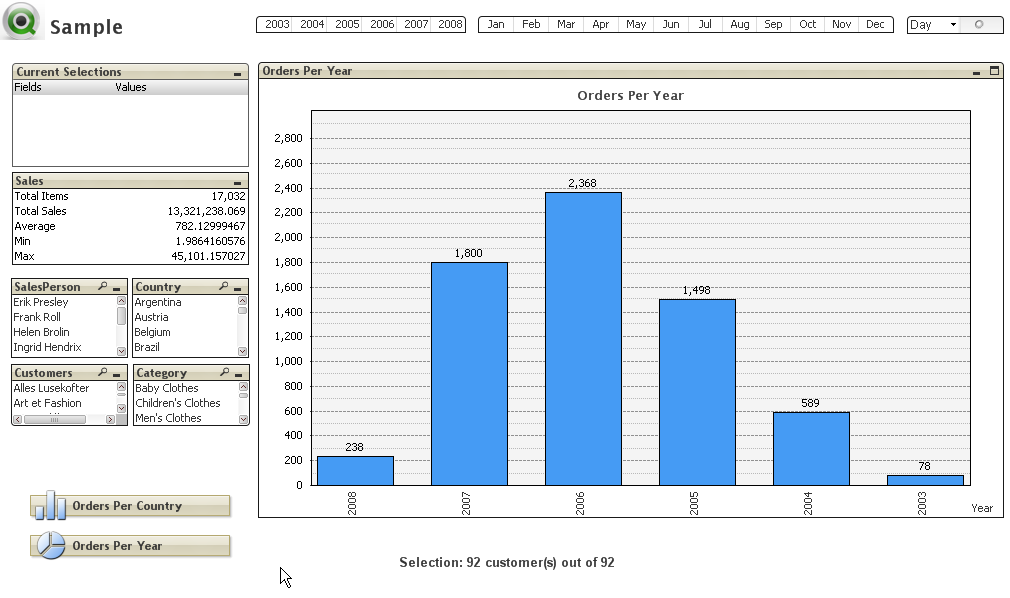 Sample
2003 2004 2005 2006 2007 2008
Jan Feb Mar Apr May Jun Jul Aug Sep Oct Nov Dec
Day
Current Selections
Fields Values
Sales
Total Items 17,032
Total Sales 13,321,238.069
Average 782.12999467
Min 1.9864160576
Max 45,101.157027
SalesPerson
Erik Presley
Frank Roll
Helen Brolin
Ingrid Hendrix
Country
Argentina
Austria
Belgium
Brazil
Customers
Alles Lusekofter
Art et Fashion
Category
Baby Clothes
Children's Clothes
Men's Clothes
Orders Per Country
Orders Per Year
Orders Per Year
Orders Per Year
2,800
2,600
2,400
2,200
2,000
1,800
1,600
1,400
1,200
1,000
800
600
400
200
0
238
1,800
2,368
1,498
589
78
2008
2007
2006
2005
2004
2003
Year
Selection: 92 customer(s) out of 92